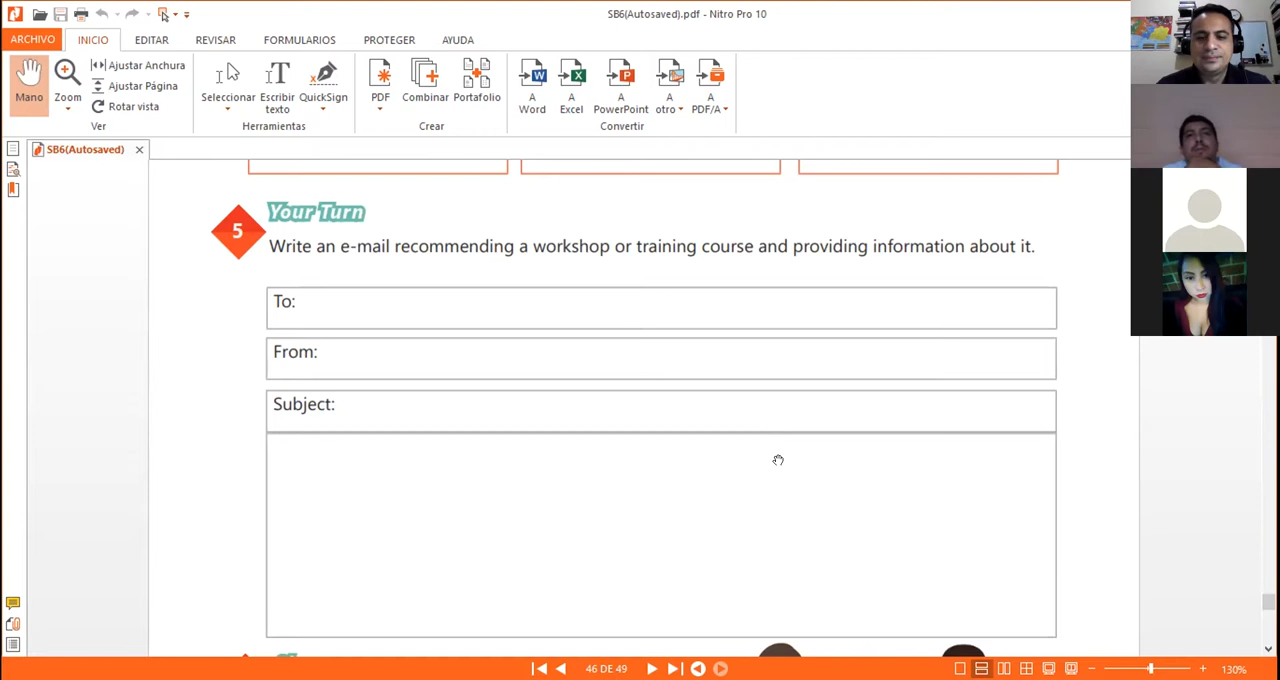 SB6(Autosaved).pdf - Nitro Pro 10
ARCHIVO INICIO EDITAR REVISAR FORMULARIOS PROTEGER AYUDA
Mano
Zoom
Ajustar Anchura
Ajustar Página
Rotar vista
Ver
Seleccionar
Escribir texto
QuickSign
Herramientas
PDF
Combinar
Portafolio
Crear
A Word
A Excel
A PowerPoint
A otro
A PDF/A
Convertir
SB6(Autosaved)
5
Your Turn
Write an e-mail recommending a workshop or training course and providing information about it.
To:
From:
Subject:
46 DE 49
130%